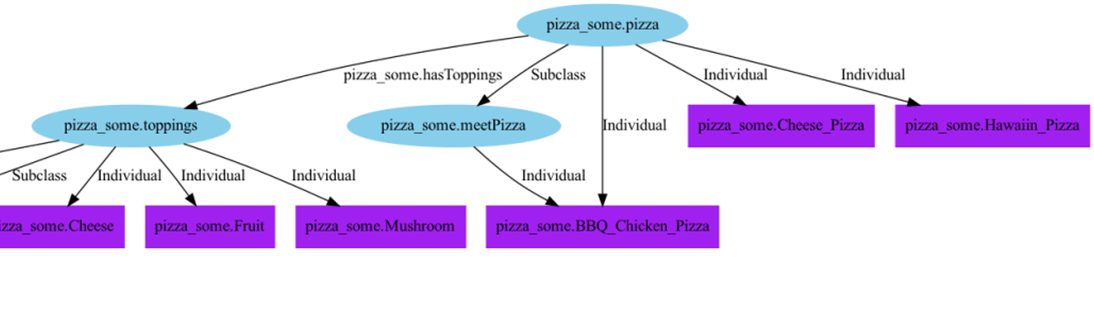 pizza_some.pizza
pizza_some.hasToppings
Subclass
Individual
Individual
pizza_some.toppings
pizza_some.meetPizza
Individual
pizza_some.Cheese_Pizza
pizza_some.Hawaiin_Pizza
Subclass
Individual
Individual
Individual
Individual
izza_some.Cheese
pizza_some.Fruit
pizza_some.Mushroom
pizza_some.BBQ_Chicken_Pizza